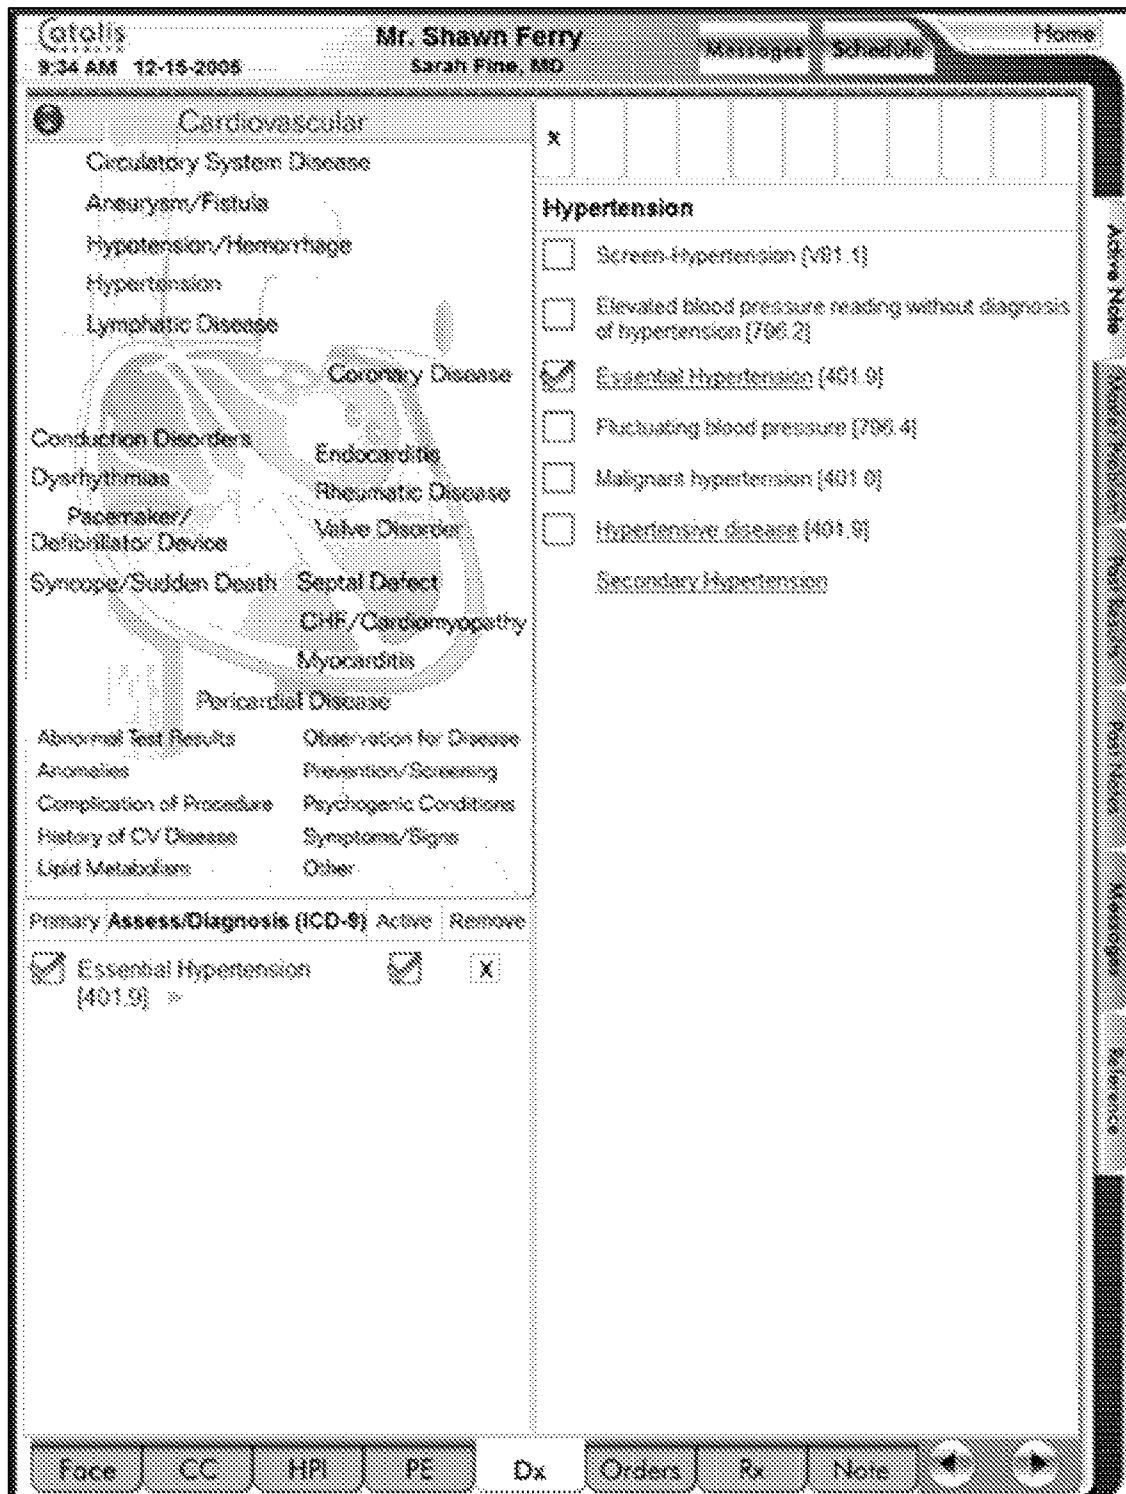 Catalis
Mr. Shawn Ferry
Messages
Schedule
Home
9:34 AM 12-15-2005
Sarah Fine, MD
Cardiovascular
Circulatory System Disease
Aneurysm/Fistula
Hypotension/Hemorrhage
Hypertension
Lymphatic Disease
Coronary Disease
Conduction Disorders
Endocarditis
Dysrhythmias
Rheumatic Disease
Pacemaker/
Defibrillator Device
Valve Disorder
Syncope/Sudden Death
Septal Defect
CHF/Cardiomyopathy
Myocarditis
Pericardial Disease
Abnormal Test Results
Observation for Disease
Anomalies
Prevention/Screening
Complication of Procedure
Psychogenic Conditions
History of CV Disease
Symptoms/Signs
Lipid Metabolism
Other
Primary Assess/Diagnosis (ICD-9) Active Remove
Essential Hypertension
[401.9] »
X
x
Hypertension
Screen-Hypertension [V81.1]
Elevated blood pressure reading without diagnosis
of hypertension [796.2]
Essential Hypertension [401.9]
Fluctuating blood pressure [796.4]
Malignant hypertension [401.0]
Hypertensive disease [401.9]
Secondary Hypertension
Active Note
Past Notes
Messages
Reference
Face
CC
HPI
PE
Dx
Orders
Rx
Note